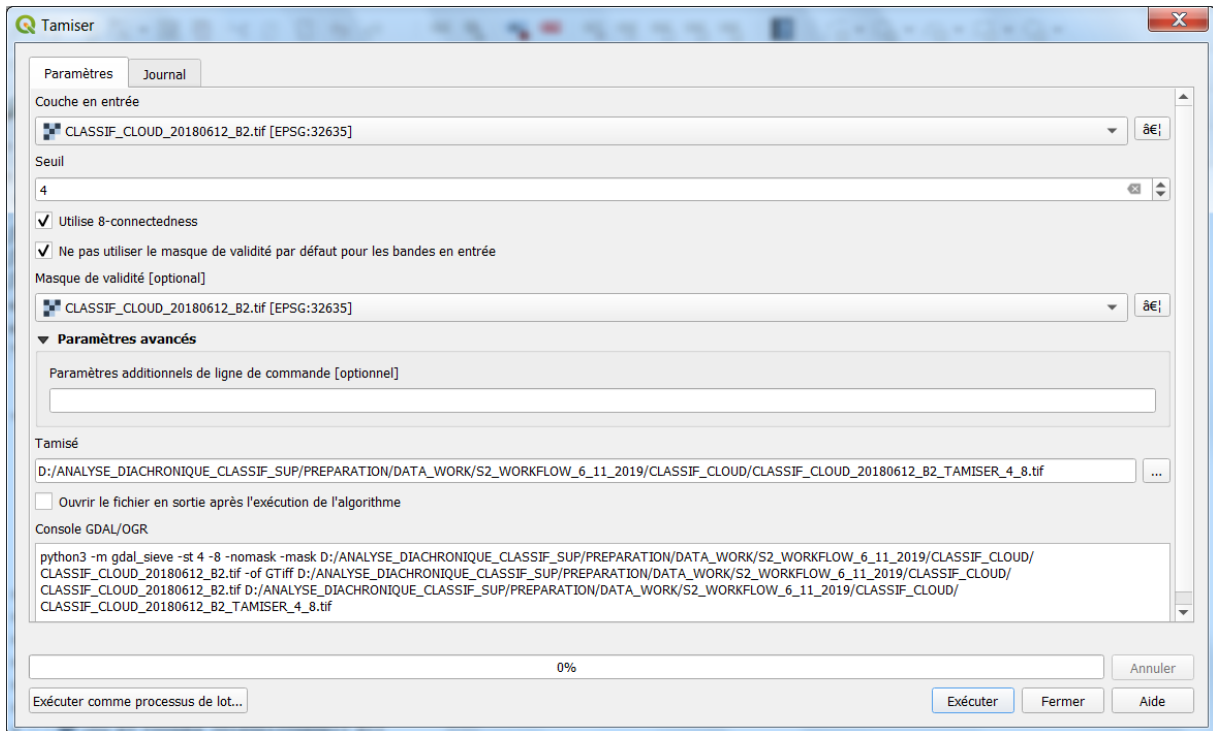 Tamiser
Paramètres Journal
Couche en entrée
CLASSIF_CLOUD_20180612_B2.tif [EPSG:32635] â€¦
Seuil
4
Utilise 8-connectedness
Ne pas utiliser le masque de validité par défaut pour les bandes en entrée
Masque de validité [optional]
CLASSIF_CLOUD_20180612_B2.tif [EPSG:32635] â€¦
Paramètres avancés
Paramètres additionnels de ligne de commande [optionnel]
Tamisé
D:/ANALYSE_DIACHRONIQUE_CLASSIF_SUP/PREPARATION/DATA_WORK/S2_WORKFLOW_6_11_2019/CLASSIF_CLOUD/CLASSIF_CLOUD_20180612_B2_TAMISER_4_8.tif ...
Ouvrir le fichier en sortie après l'exécution de l'algorithme
Console GDAL/OGR
python3 -m gdal_sieve -st 4 -8 -nomask -mask D:/ANALYSE_DIACHRONIQUE_CLASSIF_SUP/PREPARATION/DATA_WORK/S2_WORKFLOW_6_11_2019/CLASSIF_CLOUD/
CLASSIF_CLOUD_20180612_B2.tif -of GTiff D:/ANALYSE_DIACHRONIQUE_CLASSIF_SUP/PREPARATION/DATA_WORK/S2_WORKFLOW_6_11_2019/CLASSIF_CLOUD/
CLASSIF_CLOUD_20180612_B2.tif D:/ANALYSE_DIACHRONIQUE_CLASSIF_SUP/PREPARATION/DATA_WORK/S2_WORKFLOW_6_11_2019/CLASSIF_CLOUD/
CLASSIF_CLOUD_20180612_B2_TAMISER_4_8.tif
0% Annuler
Exécuter comme processus de lot... Exécuter Fermer Aide